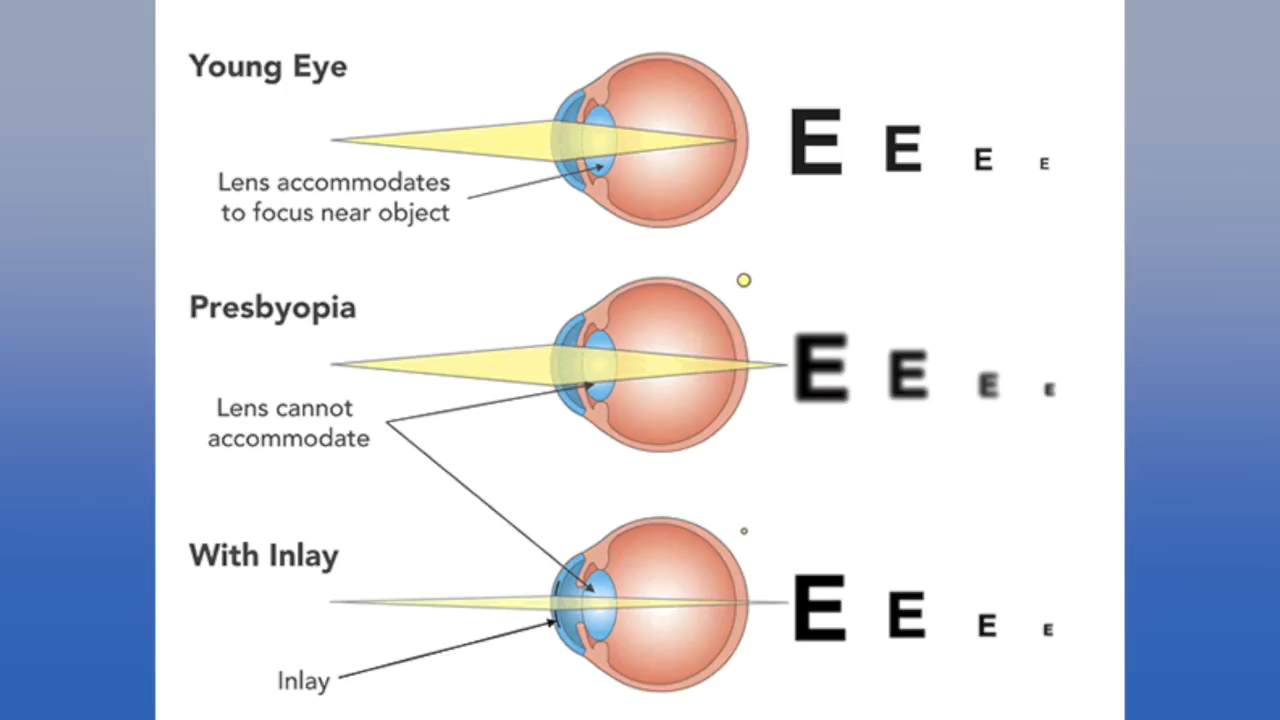 Young Eye
E E E E
Lens accommodates
to focus near object
Presbyopia
E E E E
Lens cannot
accommodate
With Inlay
E E E E
Inlay